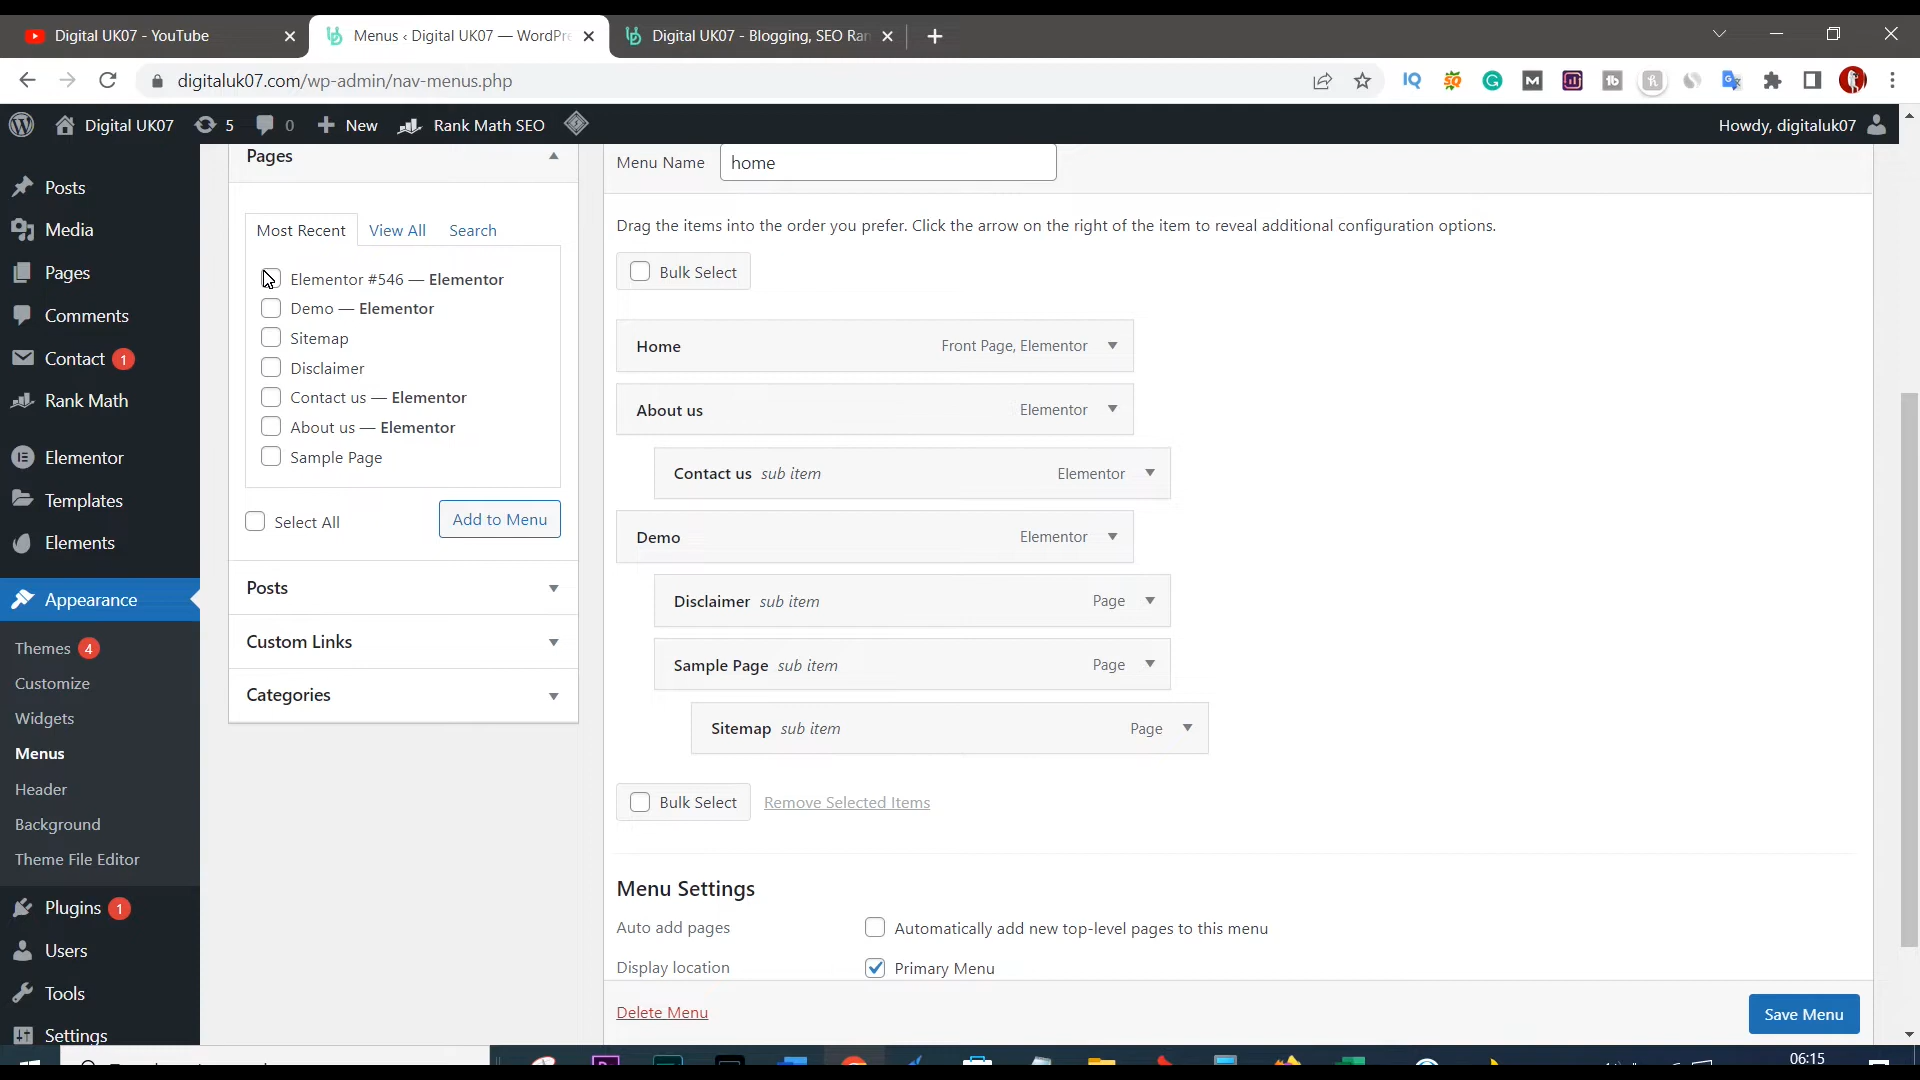 Digital UK07 - YouTube
Menus ‹ Digital UK07 — WordPre
Digital UK07 - Blogging, SEO Ran
digitaluk07.com/wp-admin/nav-menus.php
Digital UK07 5 0 New Rank Math SEO
Howdy, digitaluk07
Posts
Media
Pages
Comments
Contact 1
Rank Math
Elementor
Templates
Elements
Appearance
Themes 4
Customize
Widgets
Menus
Header
Background
Theme File Editor
Plugins 1
Users
Tools
Settings
Pages
Most Recent View All Search
Elementor #546 — Elementor
Demo — Elementor
Sitemap
Disclaimer
Contact us — Elementor
About us — Elementor
Sample Page
Select All Add to Menu
Posts
Custom Links
Categories
Menu Name home
Drag the items into the order you prefer. Click the arrow on the right of the item to reveal additional configuration options.
Bulk Select
Home Front Page, Elementor
About us Elementor
Contact us sub item Elementor
Demo Elementor
Disclaimer sub item Page
Sample Page sub item Page
Sitemap sub item Page
Bulk Select Remove Selected Items
Menu Settings
Auto add pages Automatically add new top-level pages to this menu
Display location Primary Menu
Delete Menu Save Menu
06:15